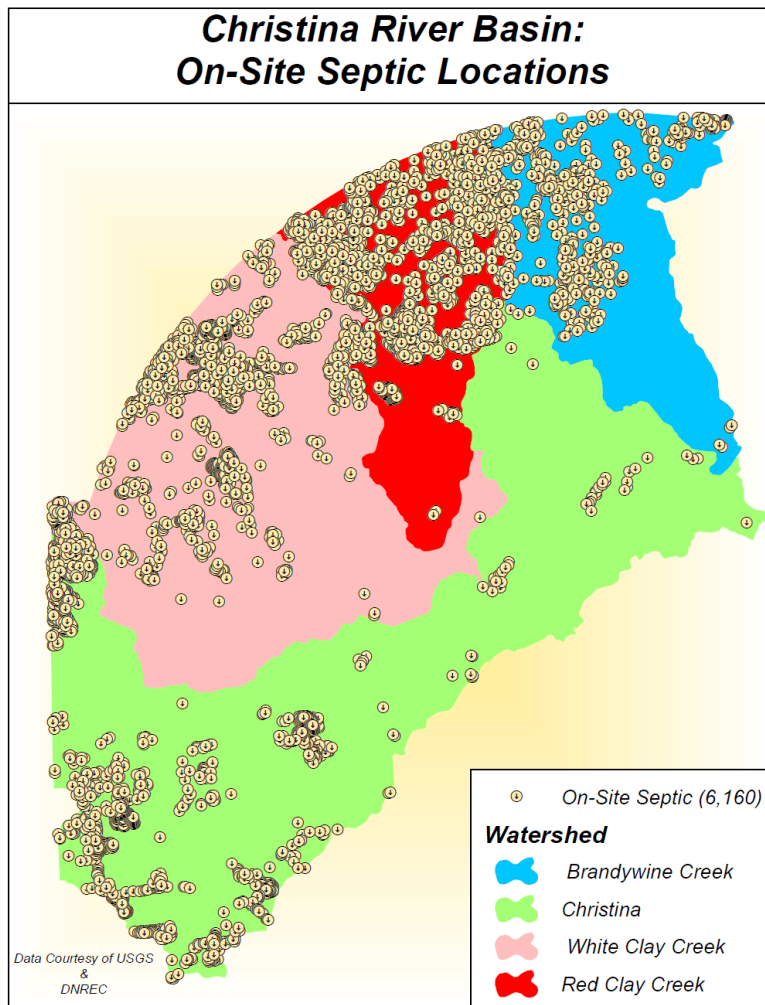 Christina River Basin:
On-Site Septic Locations
On-Site Septic (6,160)
Watershed
Brandywine Creek
Christina
White Clay Creek
Red Clay Creek
Data Courtesy of USGS
&
DNREC